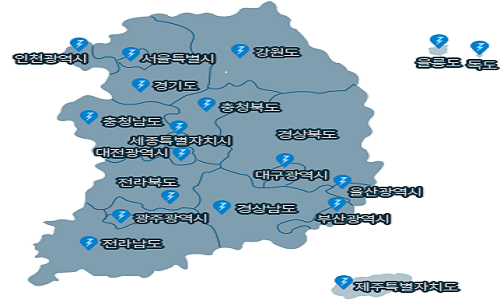 인천광역시
서울특별시
강원도
울릉도
독도
경기도
충청북도
충청남도
경상북도
세종특별자치시
대전광역시
대구광역시
전라북도
울산광역시
경상남도
광주광역시
부산광역시
전라남도
제주특별자치도